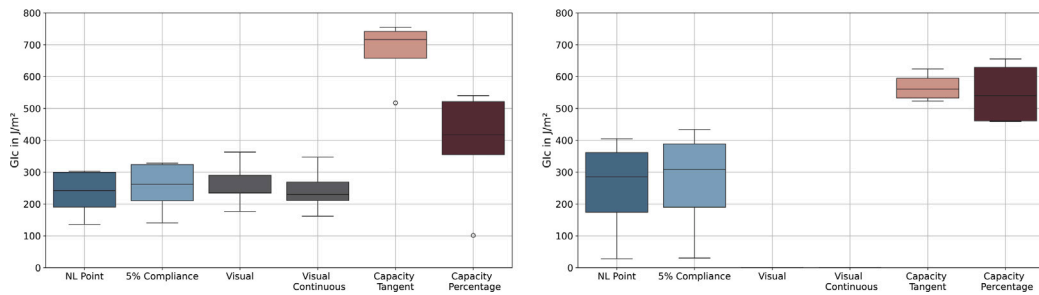 800
700
600
500
400
300
200
100
0
GIc in J/m²
NL Point
5% Compliance
Visual
Visual
Continuous
Capacity
Tangent
Capacity
Percentage
800
700
600
500
400
300
200
100
0
GIc in J/m²
NL Point
5% Compliance
Visual
Visual
Continuous
Capacity
Tangent
Capacity
Percentage